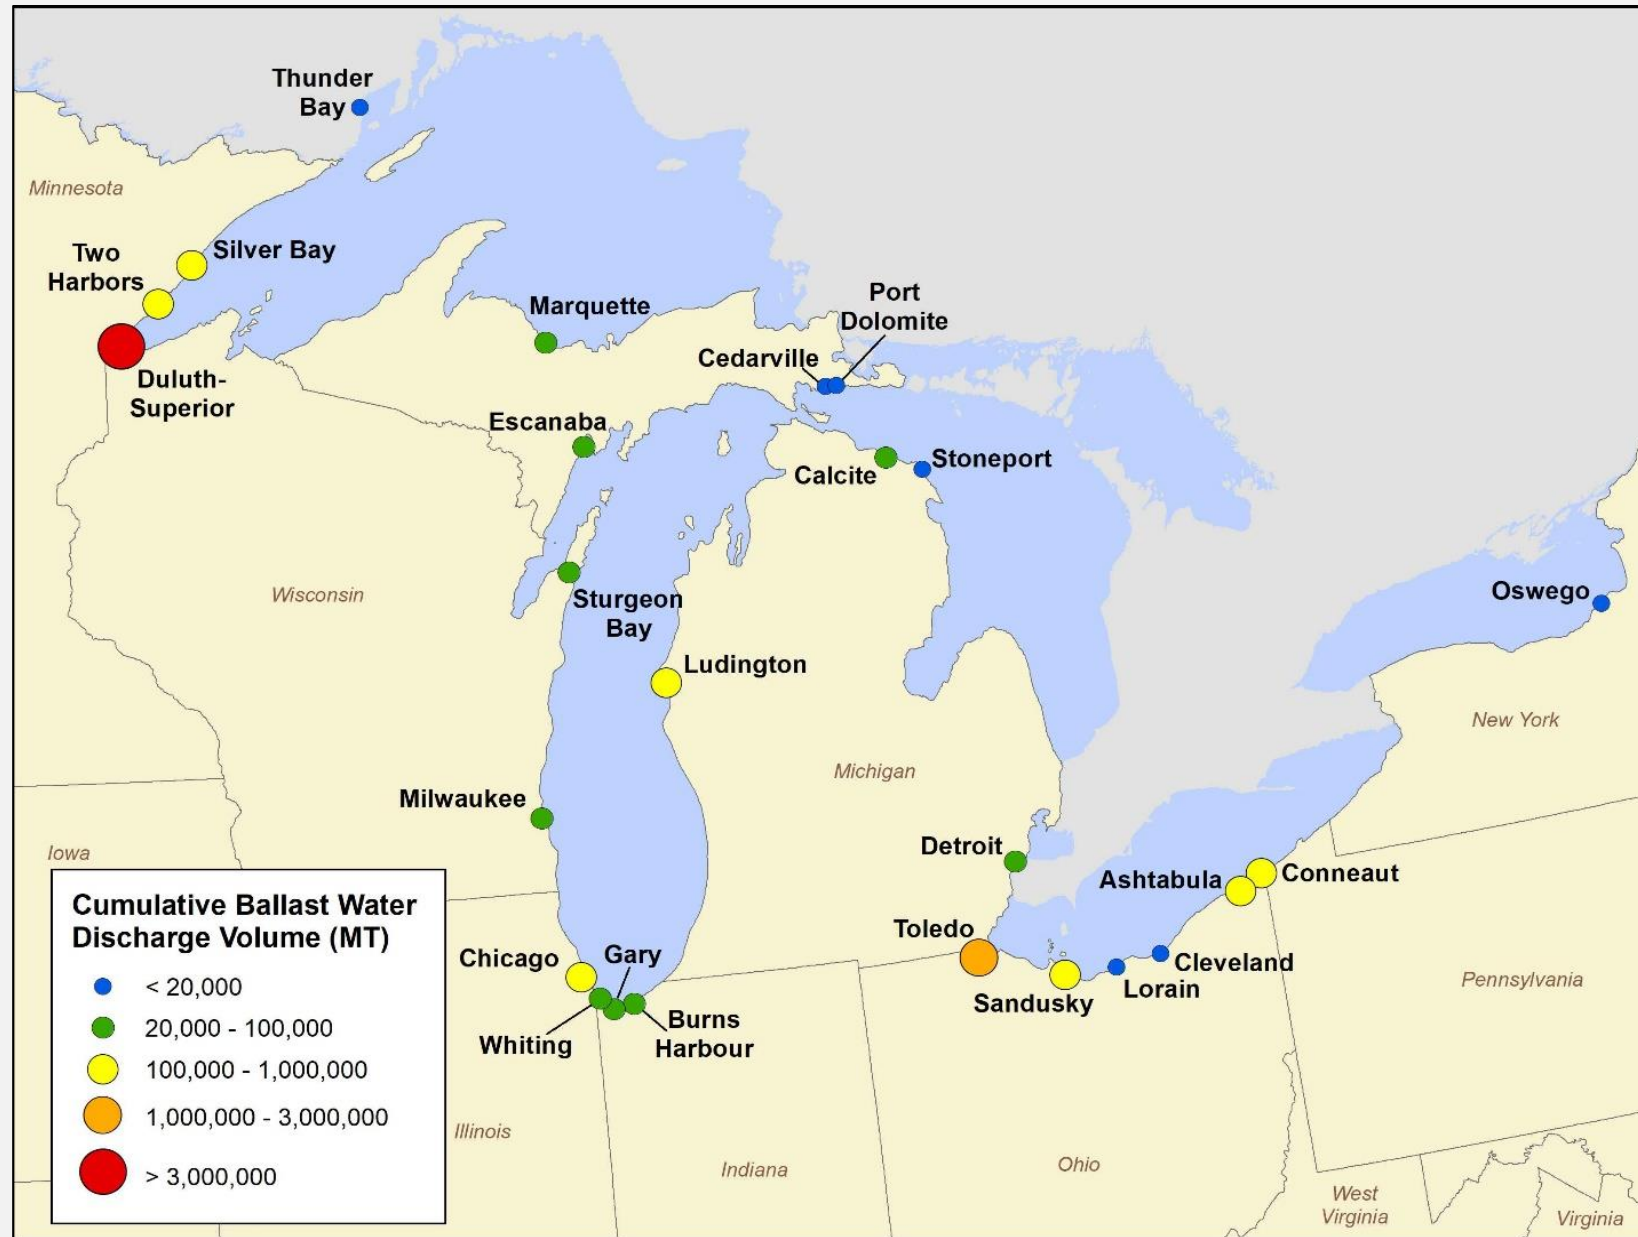 Thunder
Bay
Minnesota
Silver Bay
Two
Harbors
Marquette
Port
Dolomite
Cedarville
Duluth-
Superior
Escanaba
Stoneport
Calcite
Oswego
Wisconsin
Sturgeon
Bay
Ludington
New York
Michigan
Milwaukee
Detroit
Iowa
Ashtabula
Conneaut
Toledo
Chicago
Gary
Cleveland
Lorain
Sandusky
Pennsylvania
Burns
Harbour
Whiting
Illinois
Indiana
Ohio
West
Virginia
Virginia
Cumulative Ballast Water
Discharge Volume (MT)
< 20,000
20,000 - 100,000
100,000 - 1,000,000
1,000,000 - 3,000,000
> 3,000,000